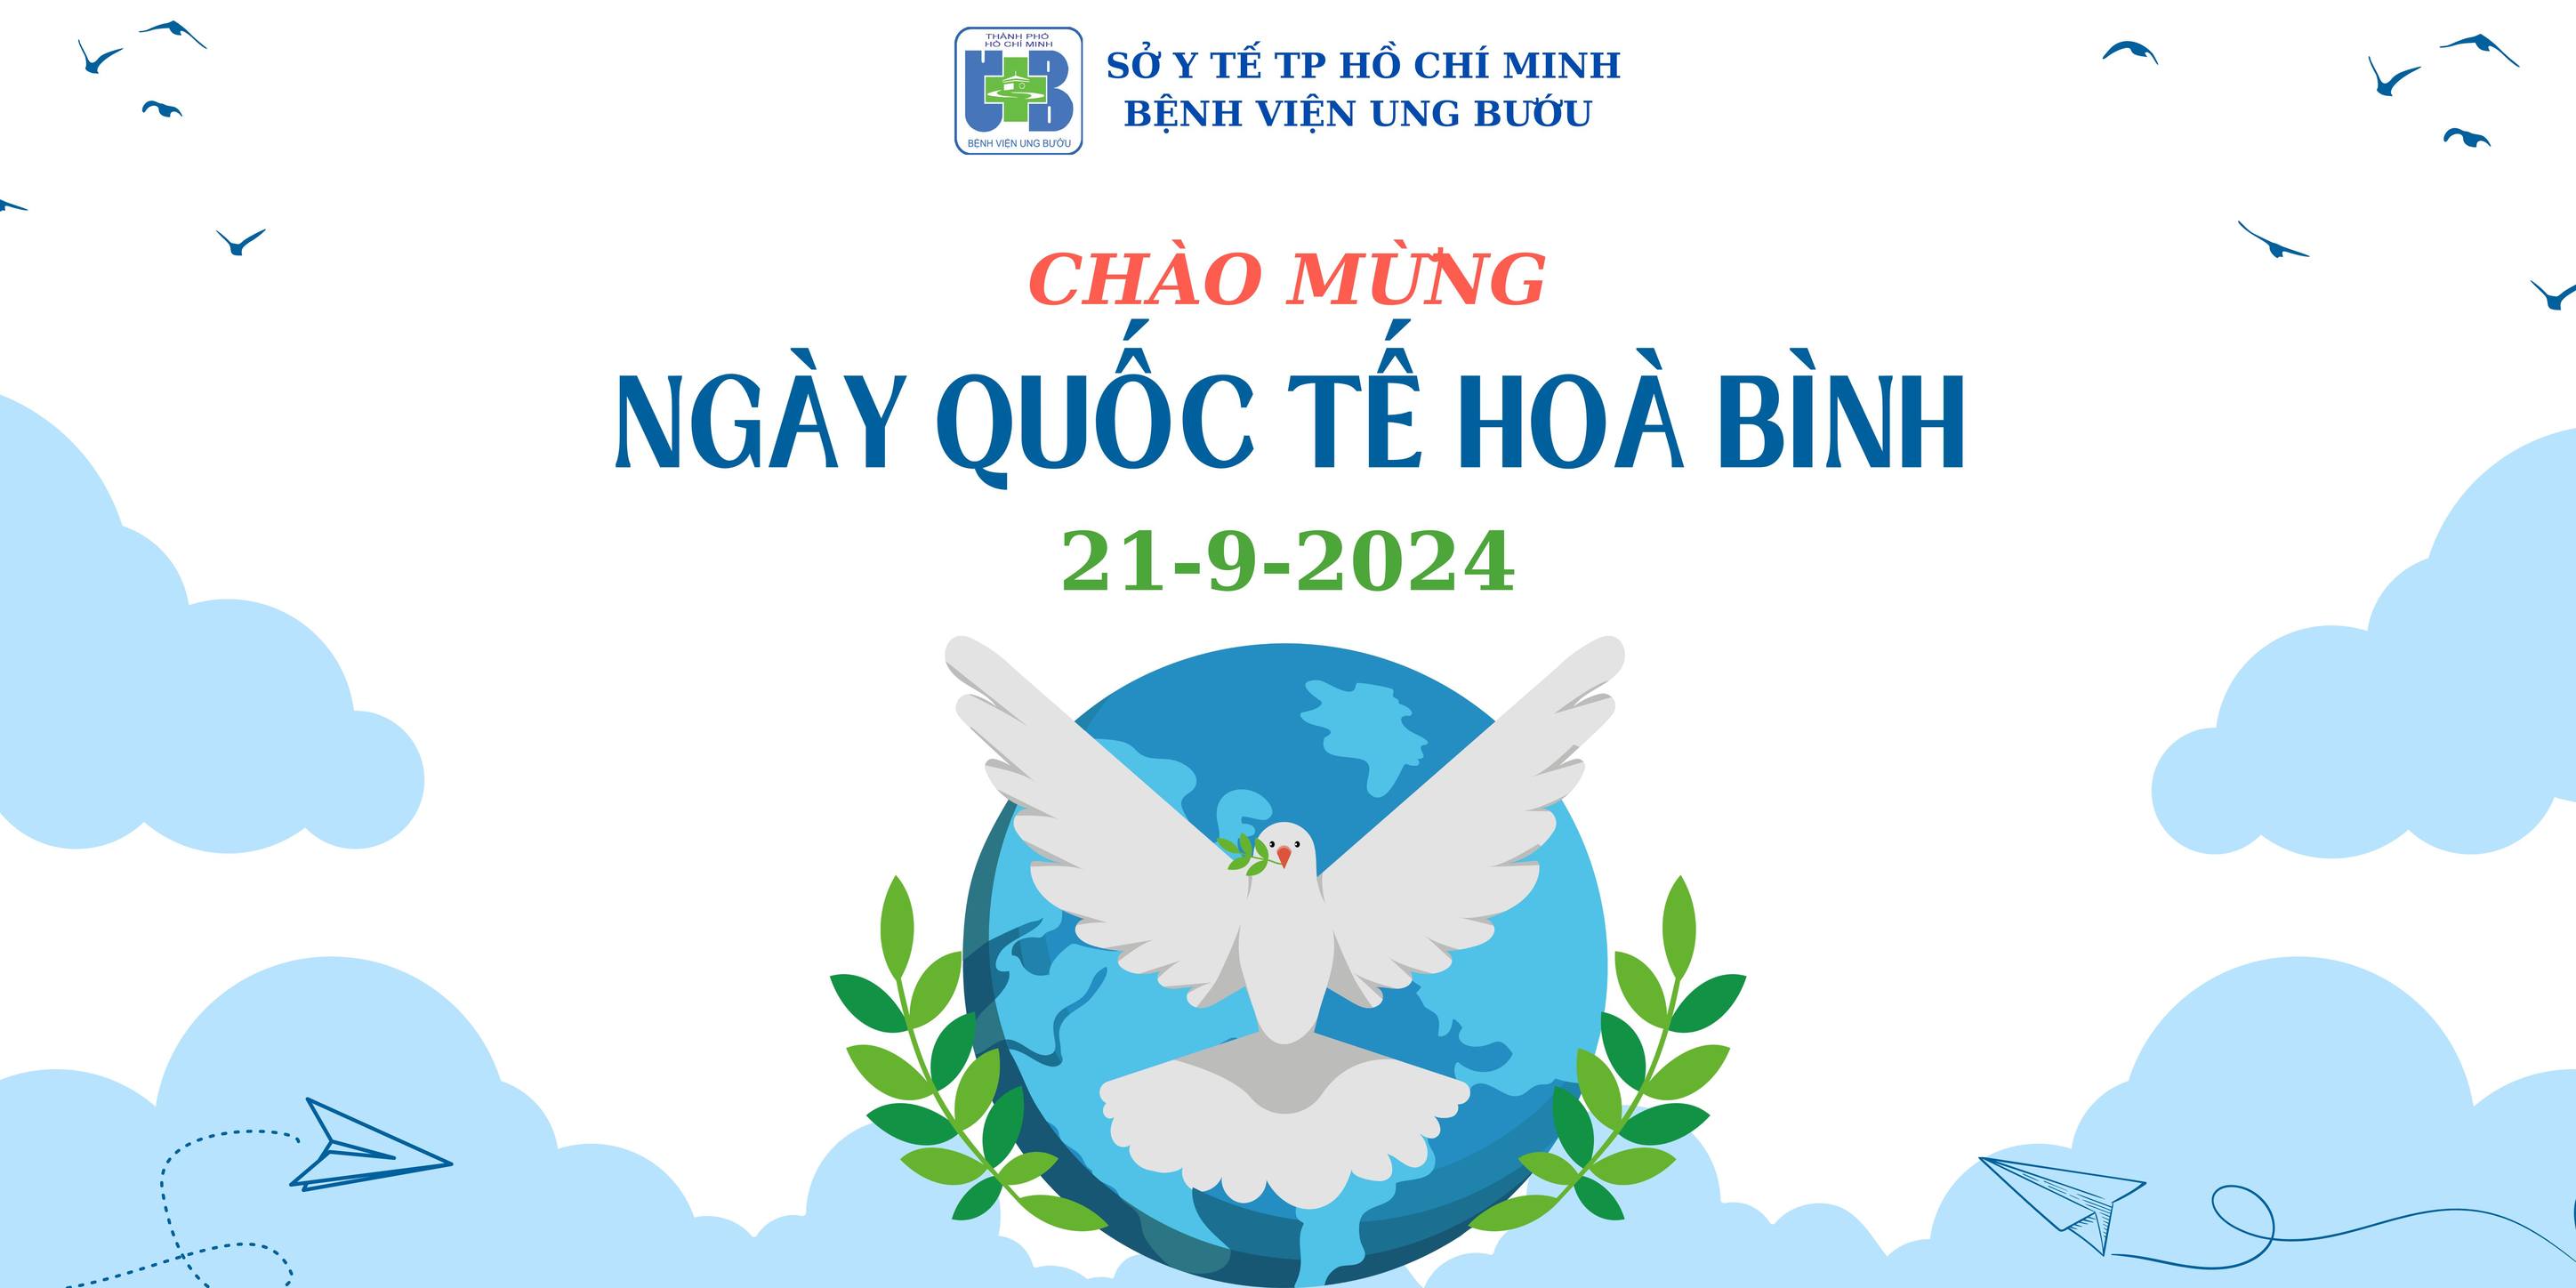 THÀNH PHỐ
HỒ CHÍ MINH
UB
BỆNH VIỆN UNG BƯỚU
SỞ Y TẾ TP HỒ CHÍ MINH
BỆNH VIỆN UNG BƯỚU
CHÀO MỪNG
NGÀY QUỐC TẾ HOÀ BÌNH
21-9-2024